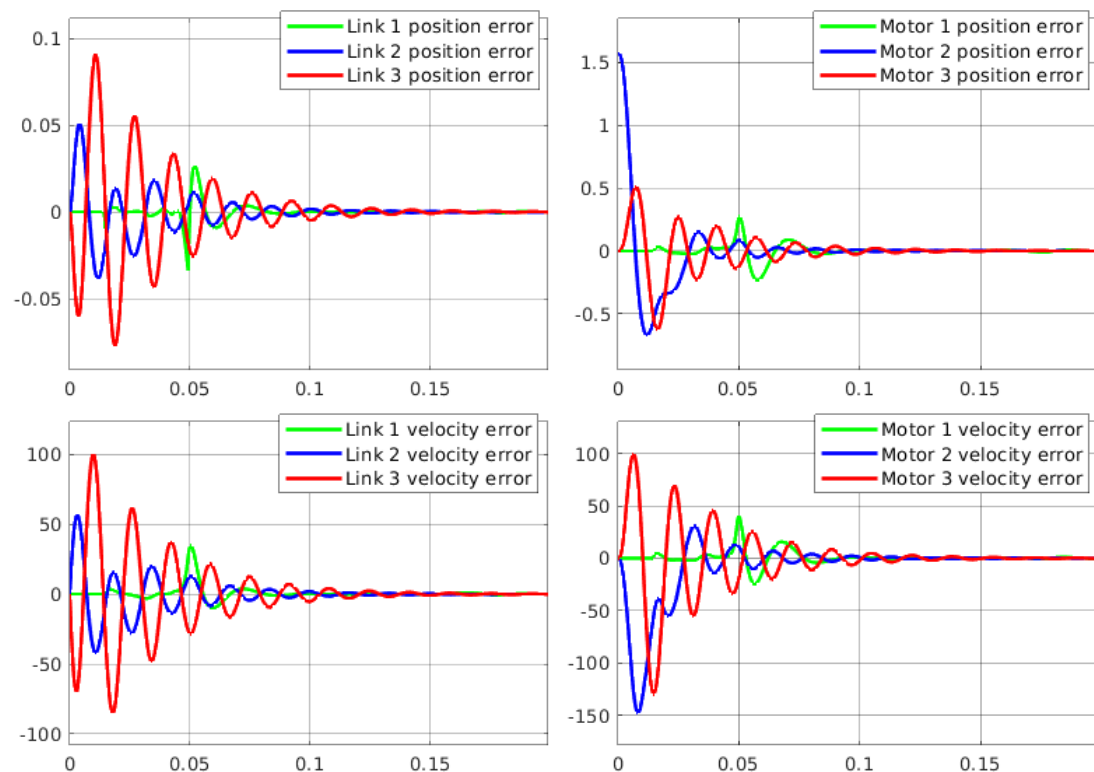 0.1
0.05
0
-0.05
Link 1 position error
Link 2 position error
Link 3 position error
0 0.05 0.1 0.15
1.5
1
0.5
0
-0.5
Motor 1 position error
Motor 2 position error
Motor 3 position error
0 0.05 0.1 0.15
100
50
0
-50
-100
Link 1 velocity error
Link 2 velocity error
Link 3 velocity error
0 0.05 0.1 0.15
100
50
0
-50
-100
-150
Motor 1 velocity error
Motor 2 velocity error
Motor 3 velocity error
0 0.05 0.1 0.15